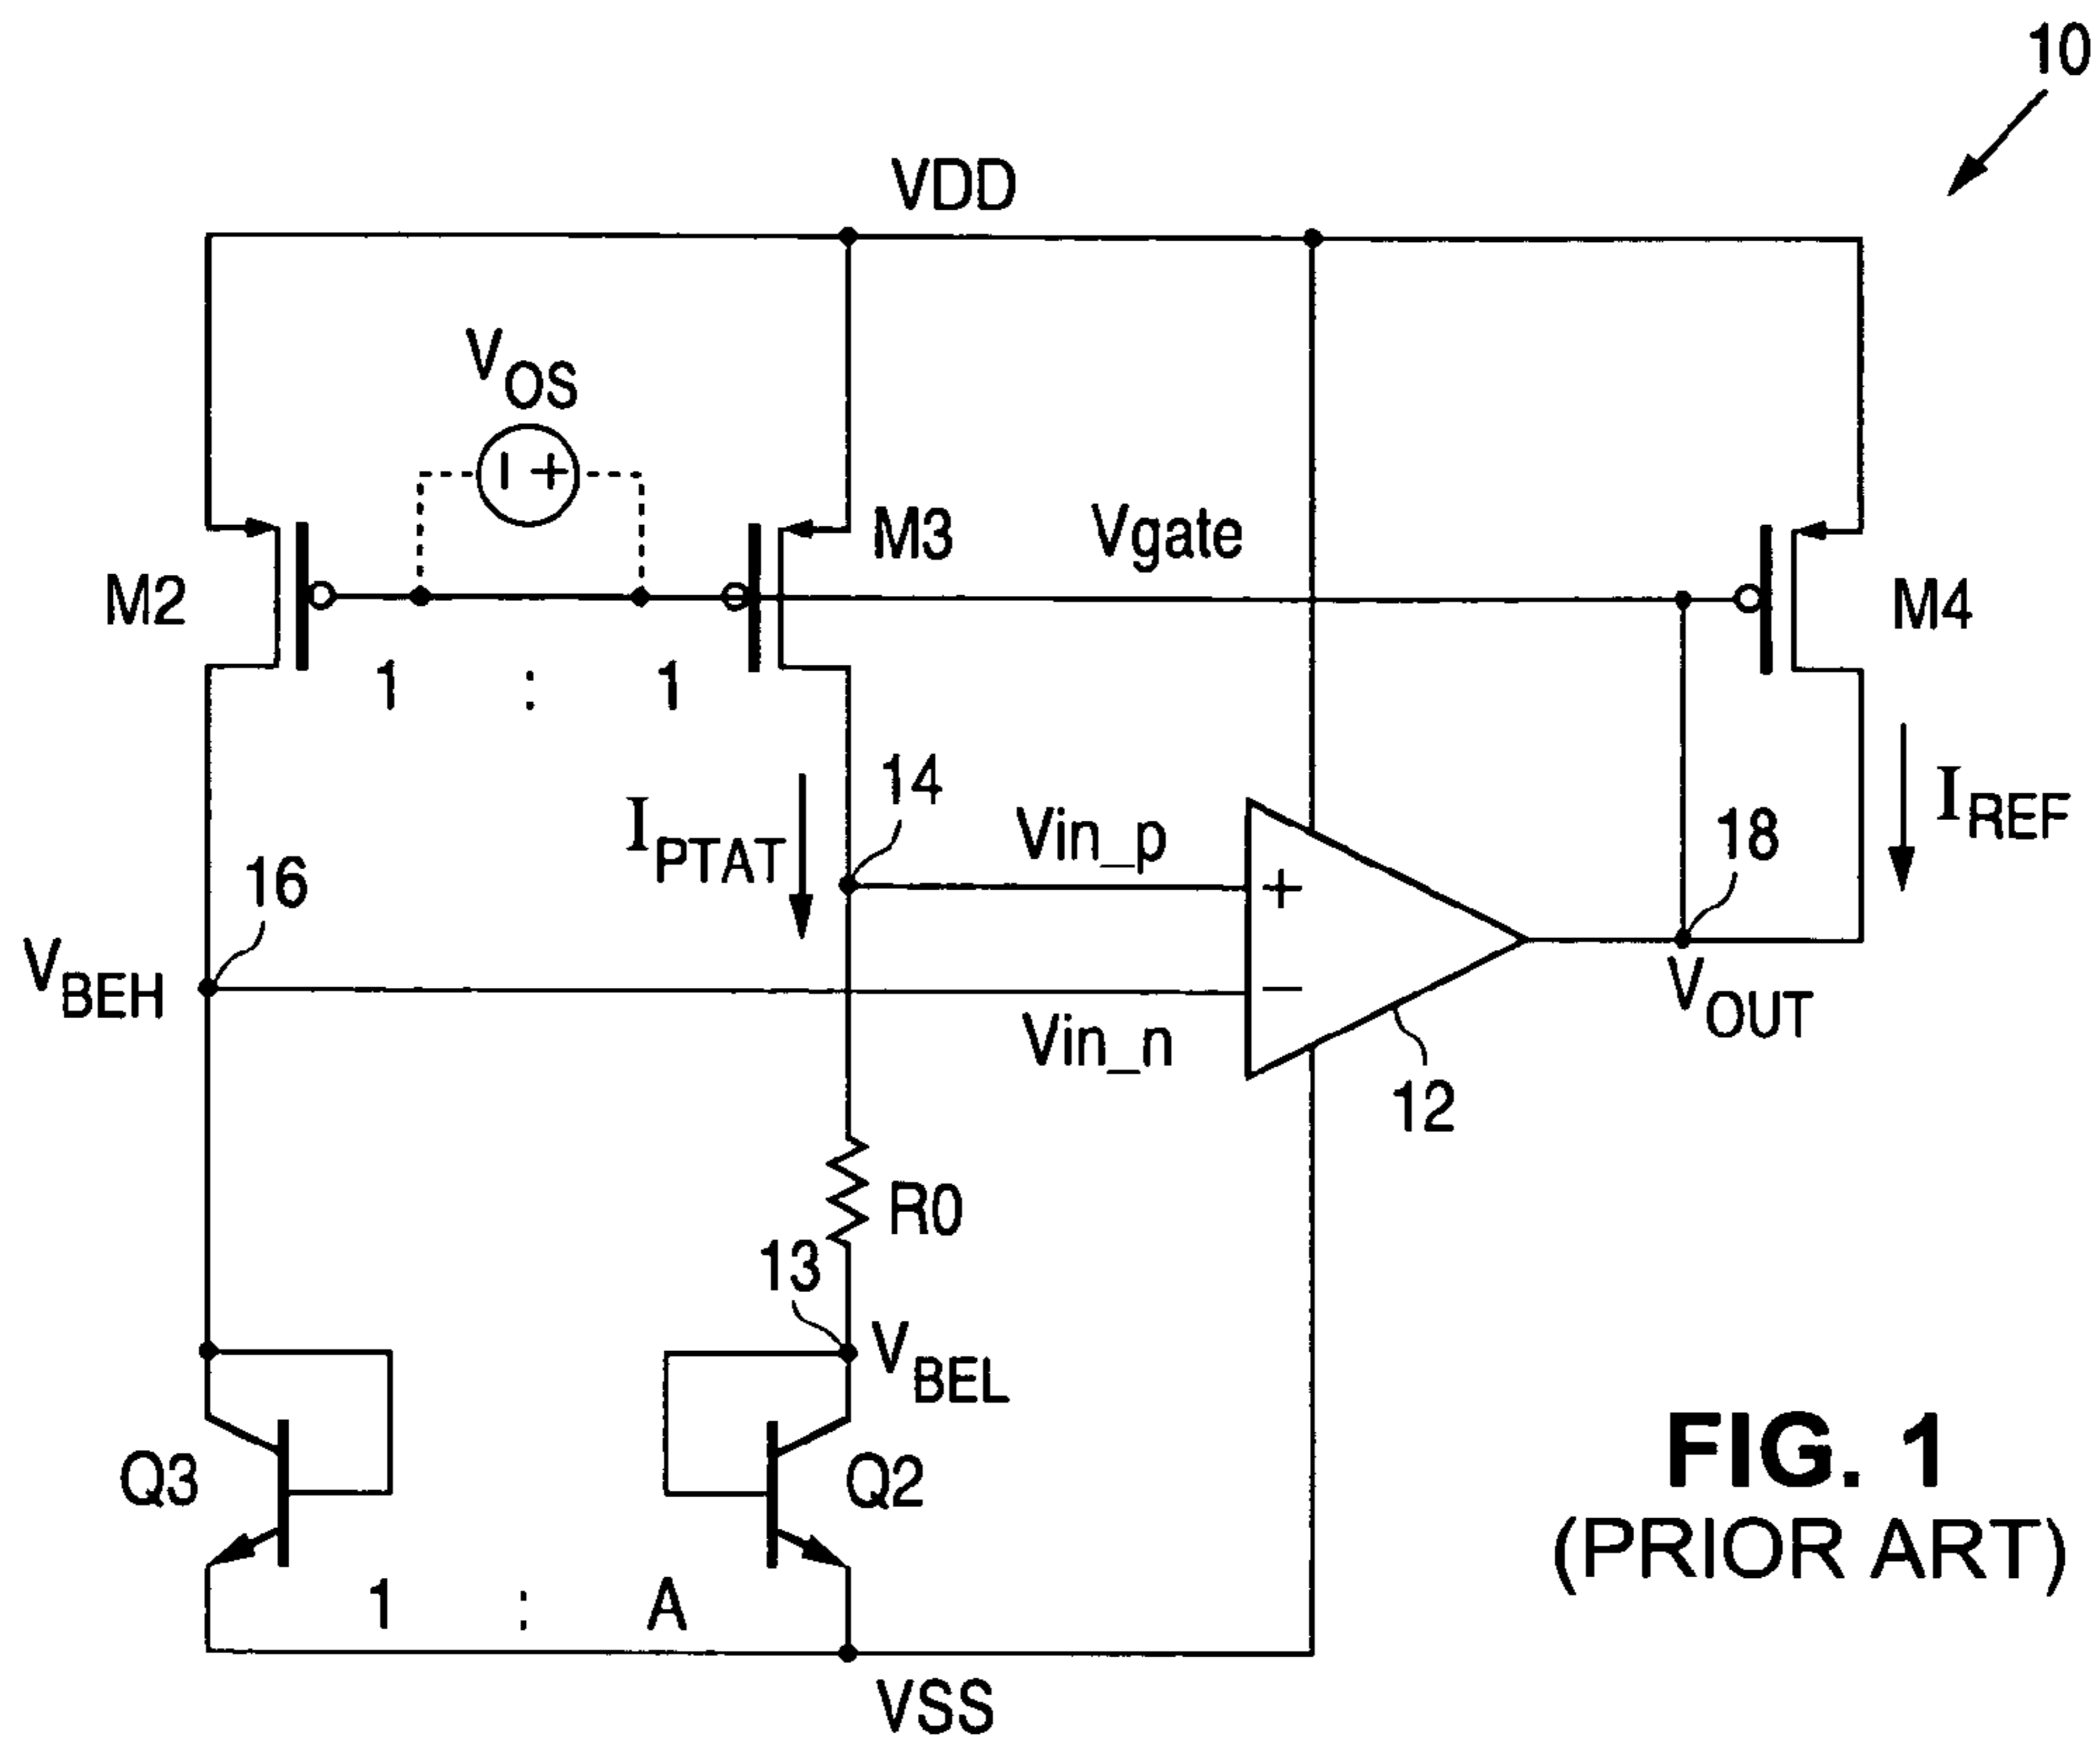 10
VDD
VOS
− +
M2
M3
Vgate
M4
1 : 1
14
IPTAT
Vin_p
+
18
IREF
16
VBEH
−
Vin_n
VOUT
12
R0
13
VBEL
Q3
Q2
1 : A
VSS
FIG. 1
(PRIOR ART)